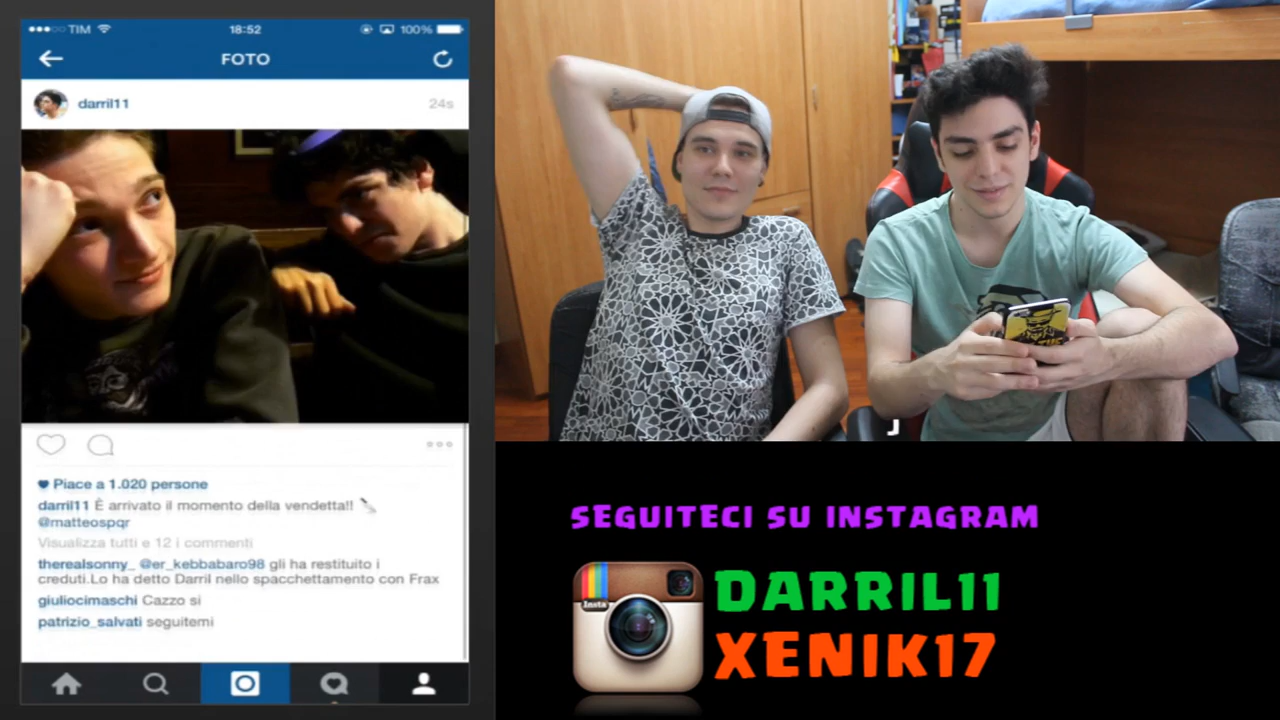 TIM 18:52 100%
FOTO
darril11 24s
Piace a 1.020 persone
darril11 È arrivato il momento della vendetta!!
@matteospqr
Visualizza tutti e 12 i commenti
therealsonny_ @er_kebbabaro98 gli ha restituito i
creduti.Lo ha detto Darril nello spacchettamento con Frax
giuliocimaschi Cazzo si
patrizio_salvati seguitemi
SEGUITECI SU INSTAGRAM
Insta
DARRIL11
XENIK17